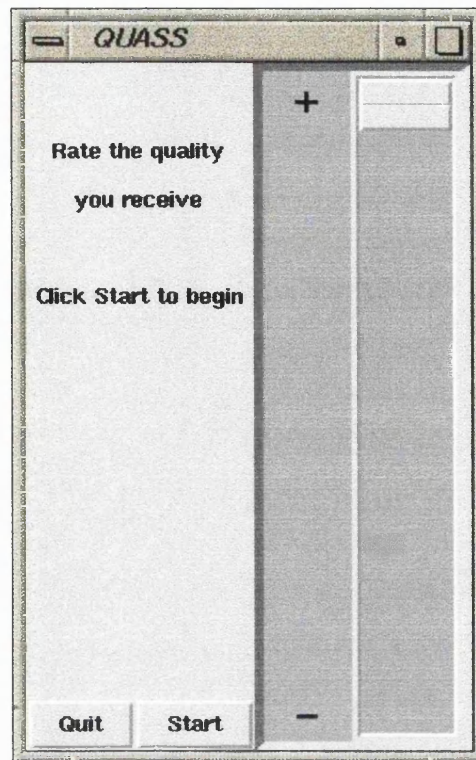 QUASS
+
Rate the quality
you receive
Click Start to begin
−
Quit Start